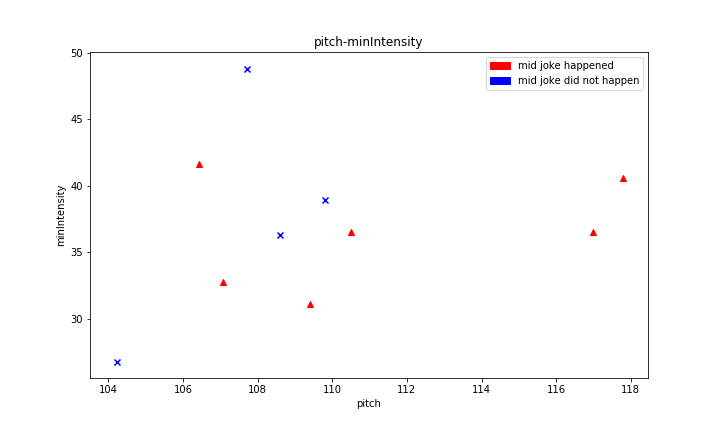 pitch-minIntensity
mid joke happened
mid joke did not happen
minIntensity
50
45
40
35
30
104 106 108 110 112 114 116 118
pitch